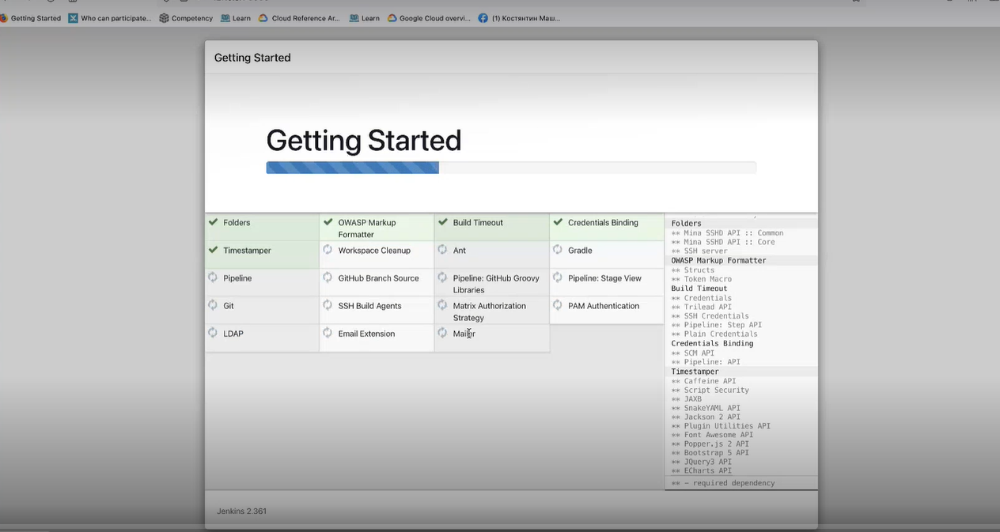 Getting Started
Who can participate...
Competency
Learn
Cloud Reference Ar...
Learn
Google Cloud overvi...
(1) Костянтин Маш...
Getting Started
Getting Started
Folders
OWASP Markup
Formatter
Build Timeout
Credentials Binding
Timestamper
Workspace Cleanup
Ant
Gradle
Pipeline
GitHub Branch Source
Pipeline: GitHub Groovy
Libraries
Pipeline: Stage View
Git
SSH Build Agents
Matrix Authorization
Strategy
PAM Authentication
LDAP
Email Extension
Mailer
Folders
** Mina SSHD API :: Common
** Mina SSHD API :: Core
** SSH server
OWASP Markup Formatter
** Structs
** Token Macro
Build Timeout
** Credentials
** Trilead API
** SSH Credentials
** Pipeline: Step API
** Plain Credentials
Credentials Binding
** SCM API
** Pipeline: API
Timestamper
** Caffeine API
** Script Security
** JAXB
** SnakeYAML API
** Jackson 2 API
** Plugin Utilities API
** Font Awesome API
** Popper.js 2 API
** Bootstrap 5 API
** JQuery3 API
** ECharts API
** - required dependency
Jenkins 2.361